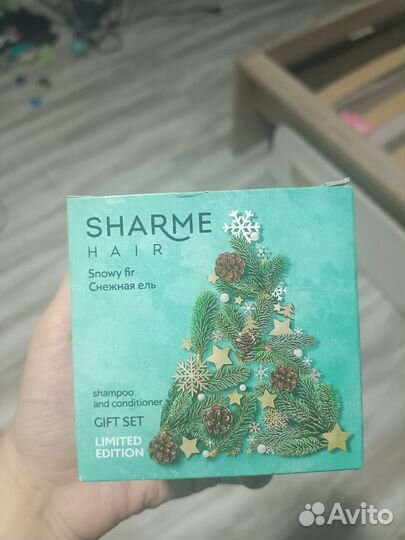 SHARME
HAIR
Snowy fir
Снежная ель
shampoo
and conditioner
GIFT SET
LIMITED
EDITION
Avito